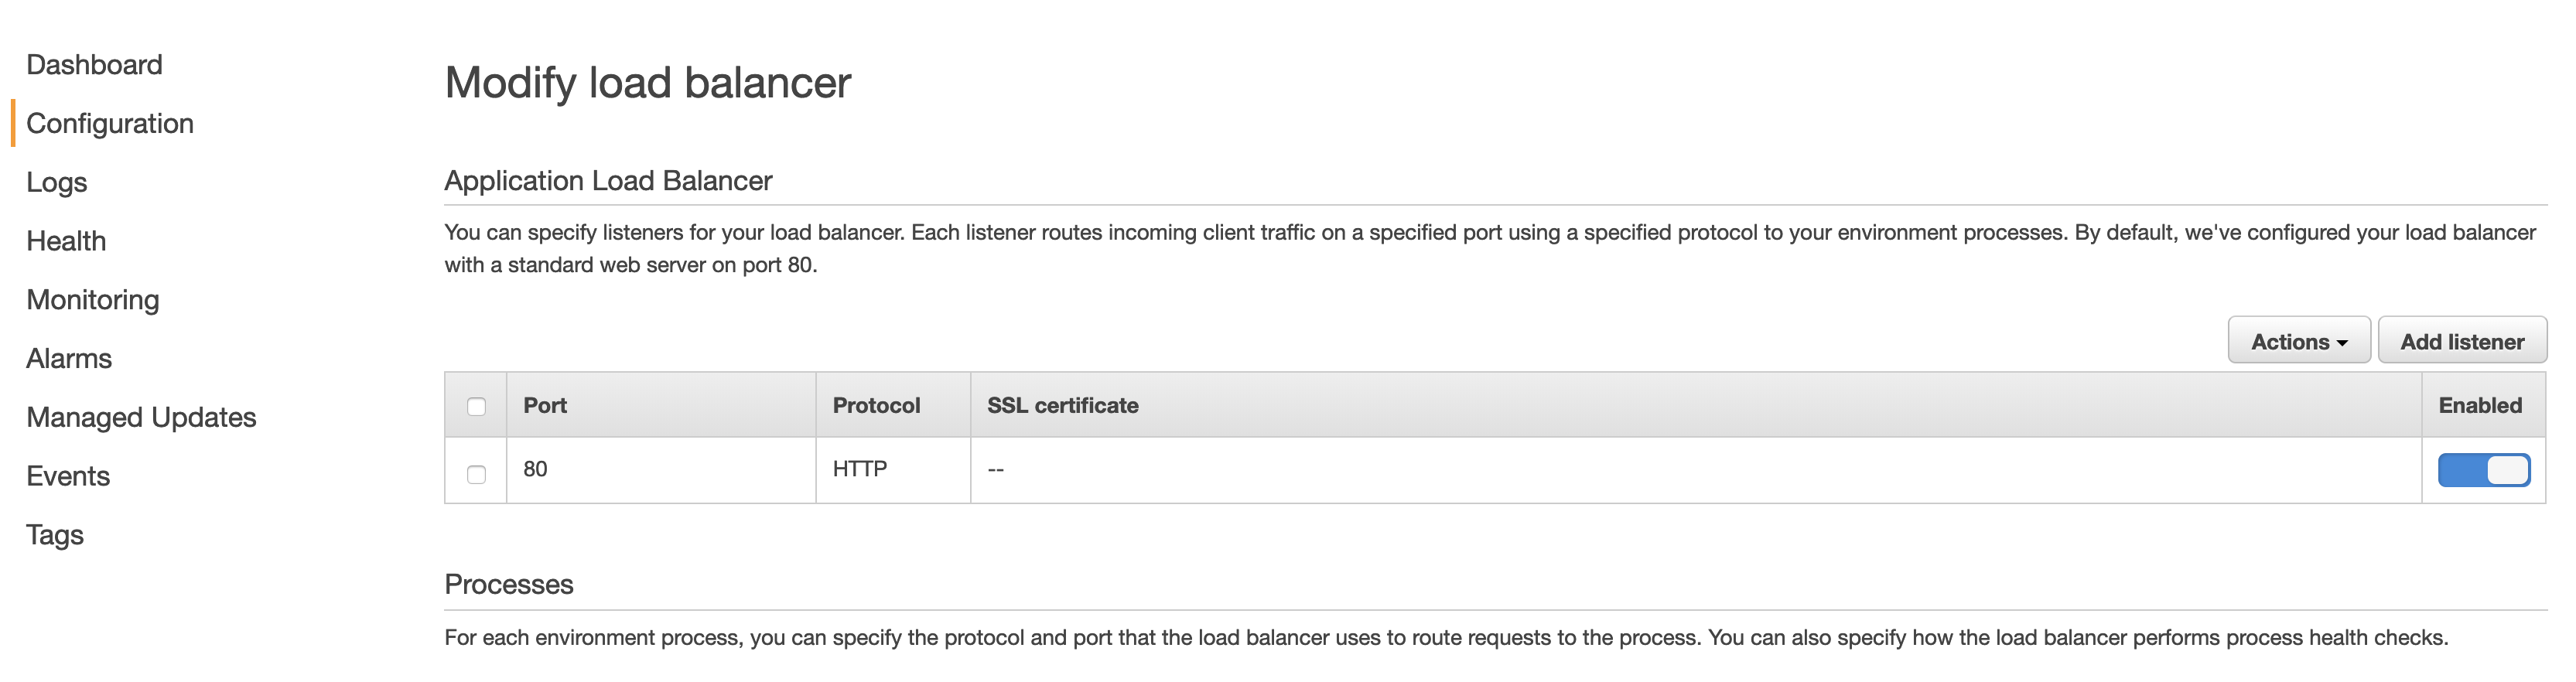 Dashboard
Configuration
Logs
Health
Monitoring
Alarms
Managed Updates
Events
Tags
Modify load balancer
Application Load Balancer
You can specify listeners for your load balancer. Each listener routes incoming client traffic on a specified port using a specified protocol to your environment processes. By default, we've configured your load balancer
with a standard web server on port 80.
Actions Add listener
Port Protocol SSL certificate Enabled
80 HTTP --
Processes
For each environment process, you can specify the protocol and port that the load balancer uses to route requests to the process. You can also specify how the load balancer performs process health checks.